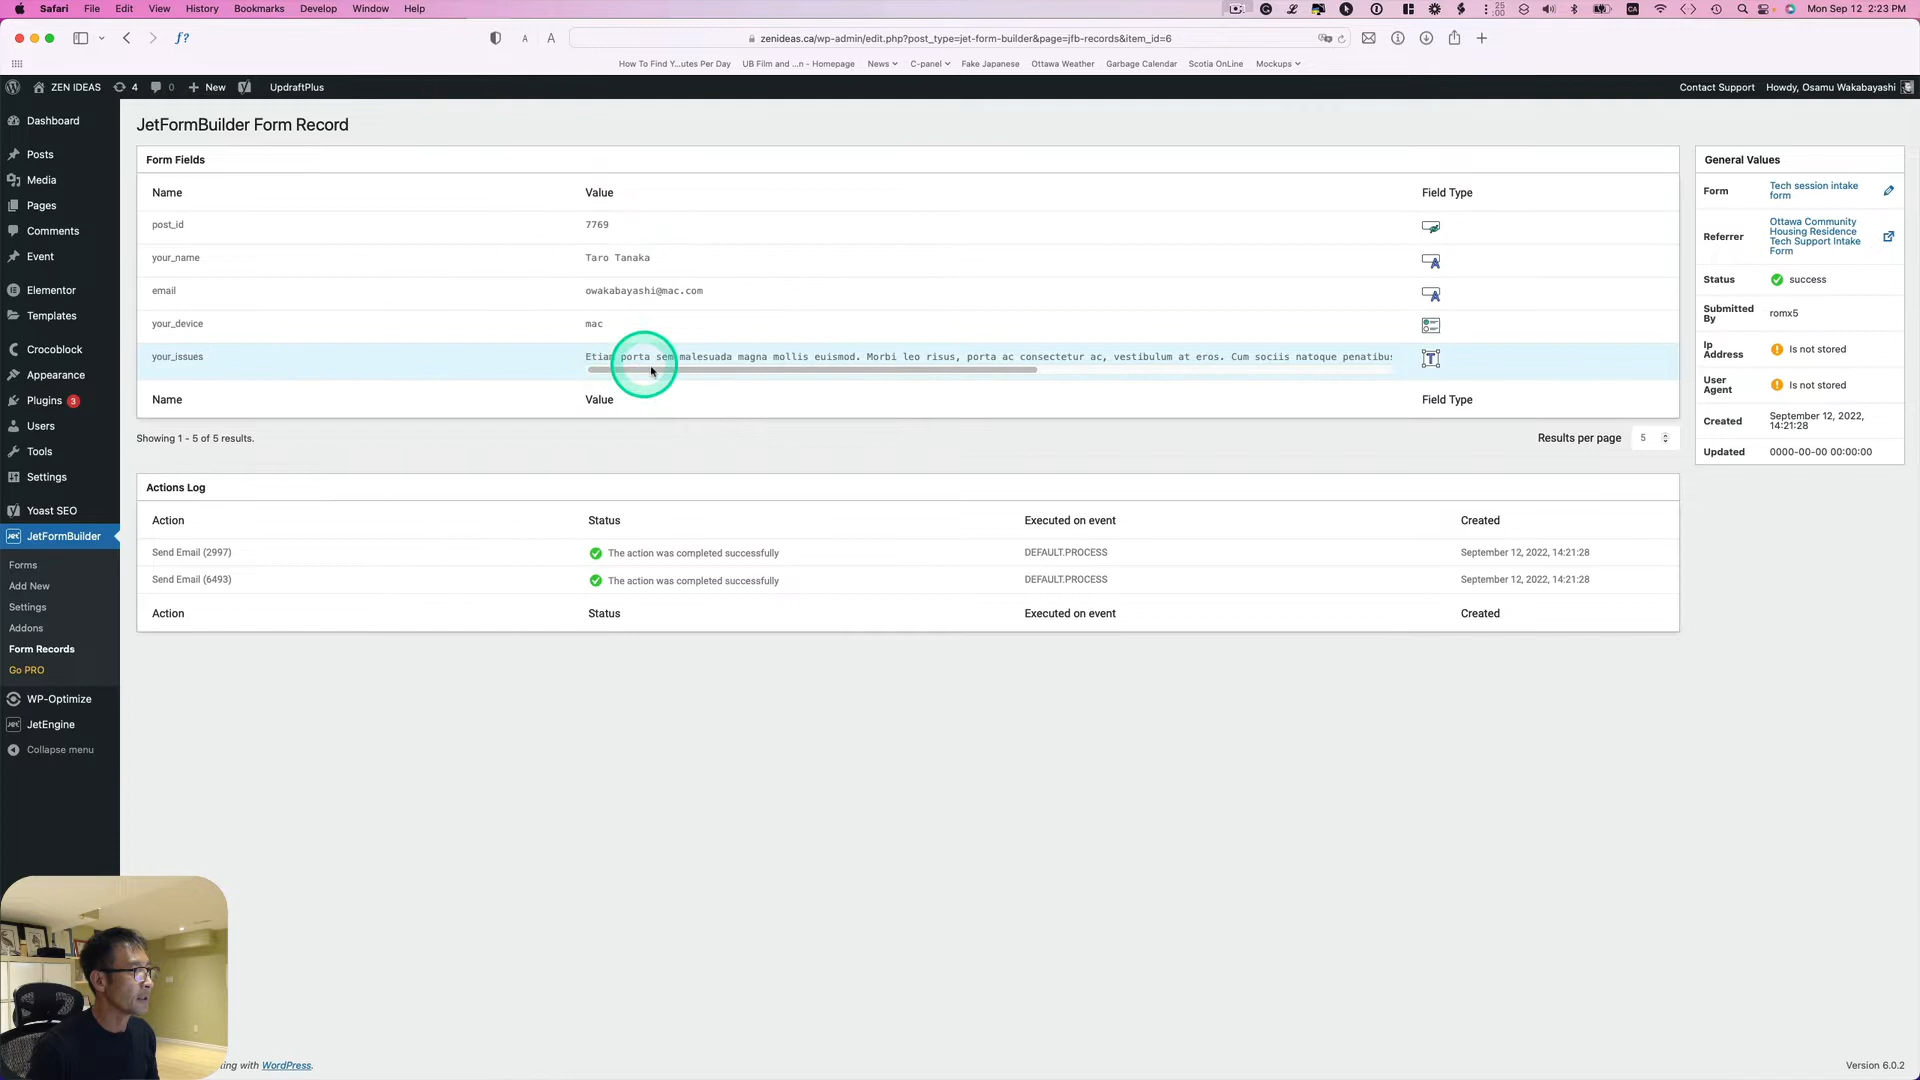 Safari File Edit View History Bookmarks Develop Window Help
25
00
CA
Mon Sep 12 2:23 PM
A A
zenideas.ca/wp-admin/edit.php?post_type=jet-form-builder&page=jfb-records&item_id=6
How To Find Y...utes Per Day UB Film and ...n - Homepage News C-panel Fake Japanese Ottawa Weather Garbage Calendar Scotia OnLine Mockups
ZEN IDEAS 4 0 New UpdraftPlus Contact Support Howdy, Osamu Wakabayashi
Dashboard
Posts
Media
Pages
Comments
Event
Elementor
Templates
Crocoblock
Appearance
Plugins 3
Users
Tools
Settings
Yoast SEO
JetFormBuilder
Forms
Add New
Settings
Addons
Form Records
Go PRO
WP-Optimize
JetEngine
Collapse menu
JetFormBuilder Form Record
Form Fields
Name Value Field Type
post_id 7769
your_name Taro Tanaka
email owakabayashi@mac.com
your_device mac
your_issues Etiam porta sem malesuada magna mollis euismod. Morbi leo risus, porta ac consectetur ac, vestibulum at eros. Cum sociis natoque penatibus
Name Value Field Type
Showing 1 - 5 of 5 results. Results per page 5
Actions Log
Action Status Executed on event Created
Send Email (2997) The action was completed successfully DEFAULT.PROCESS September 12, 2022, 14:21:28
Send Email (6493) The action was completed successfully DEFAULT.PROCESS September 12, 2022, 14:21:28
Action Status Executed on event Created
General Values
Form Tech session intake
form
Referrer Ottawa Community
Housing Residence
Tech Support Intake
Form
Status success
Submitted
By romx5
Ip
Address Is not stored
User
Agent Is not stored
Created September 12, 2022,
14:21:28
Updated 0000-00-00 00:00:00
ting with WordPress.
Version 6.0.2